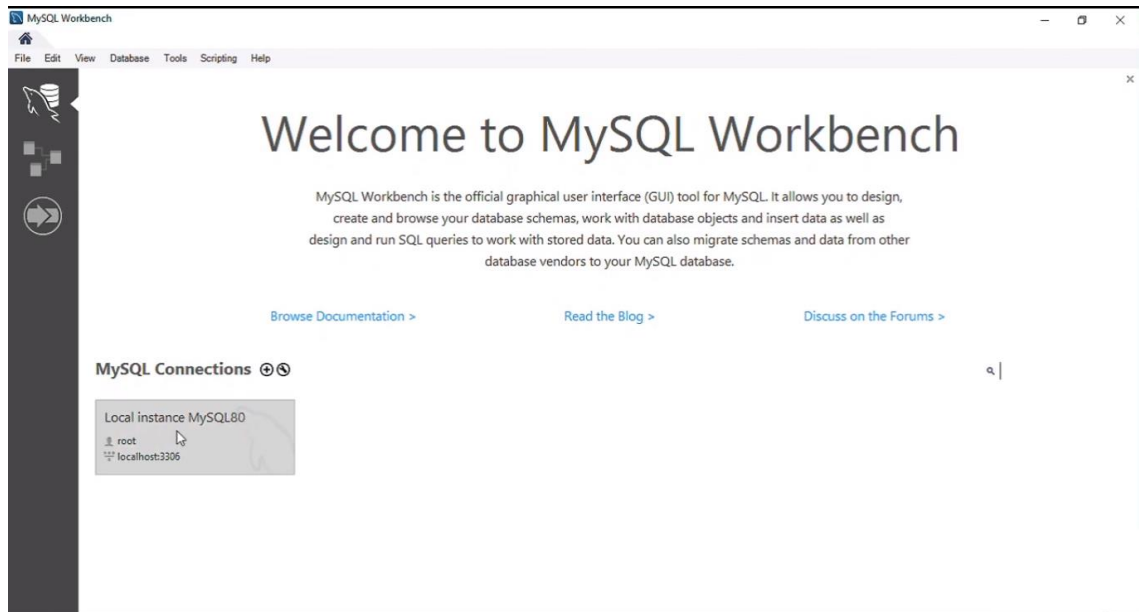 MySQL Workbench
File Edit View Database Tools Scripting Help
Welcome to MySQL Workbench
MySQL Workbench is the official graphical user interface (GUI) tool for MySQL. It allows you to design,
create and browse your database schemas, work with database objects and insert data as well as
design and run SQL queries to work with stored data. You can also migrate schemas and data from other
database vendors to your MySQL database.
Browse Documentation > Read the Blog > Discuss on the Forums >
MySQL Connections
Local instance MySQL80
root
localhost:3306